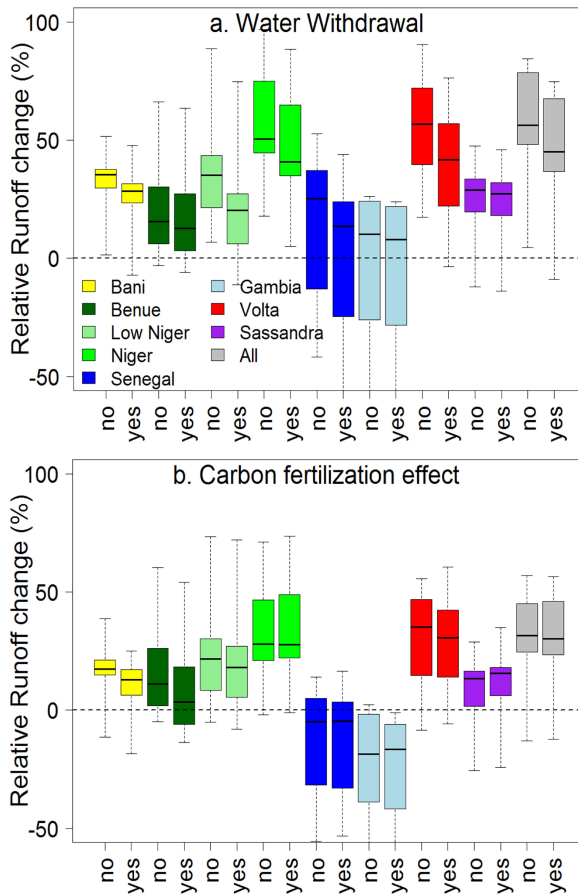 a. Water Withdrawal
Relative Runoff change (%)
100
50
0
-50
Bani
Benue
Low Niger
Niger
Senegal
Gambia
Volta
Sassandra
All
no
yes
no
yes
no
yes
no
yes
no
yes
no
yes
no
yes
no
yes
no
yes
b. Carbon fertilization effect
Relative Runoff change (%)
100
50
0
-50
no
yes
no
yes
no
yes
no
yes
no
yes
no
yes
no
yes
no
yes
no
yes